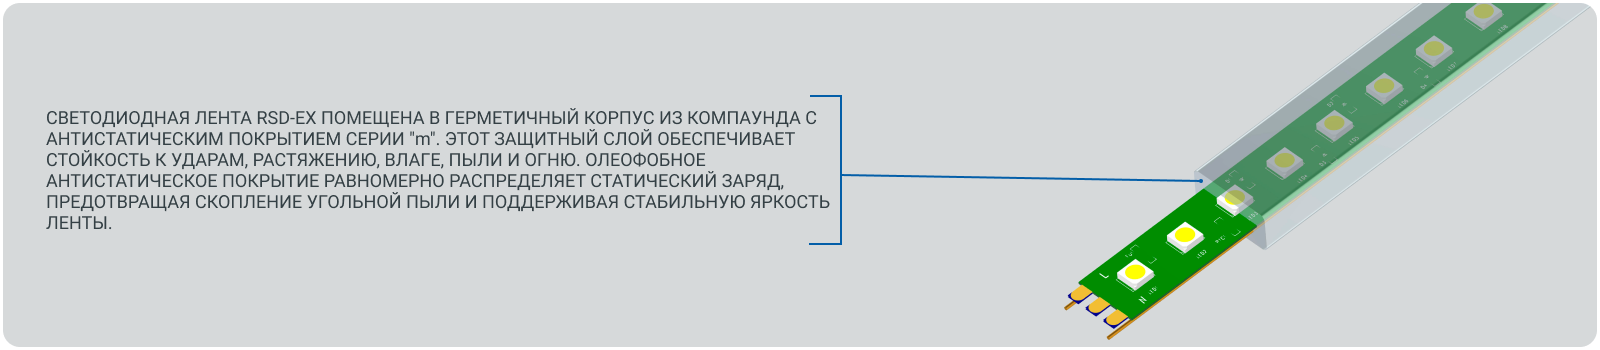 СВЕТОДИОДНАЯ ЛЕНТА RSD-EX ПОМЕЩЕНА В ГЕРМЕТИЧНЫЙ КОРПУС ИЗ КОМПАУНДА С
АНТИСТАТИЧЕСКИМ ПОКРЫТИЕМ СЕРИИ "m". ЭТОТ ЗАЩИТНЫЙ СЛОЙ ОБЕСПЕЧИВАЕТ
СТОЙКОСТЬ К УДАРАМ, РАСТЯЖЕНИЮ, ВЛАГЕ, ПЫЛИ И ОГНЮ. ОЛЕОФОБНОЕ
АНТИСТАТИЧЕСКОЕ ПОКРЫТИЕ РАВНОМЕРНО РАСПРЕДЕЛЯЕТ СТАТИЧЕСКИЙ ЗАРЯД,
ПРЕДОТВРАЩАЯ СКОПЛЕНИЕ УГОЛЬНОЙ ПЫЛИ И ПОДДЕРЖИВАЯ СТАБИЛЬНУЮ ЯРКОСТЬ
ЛЕНТЫ.
L
N